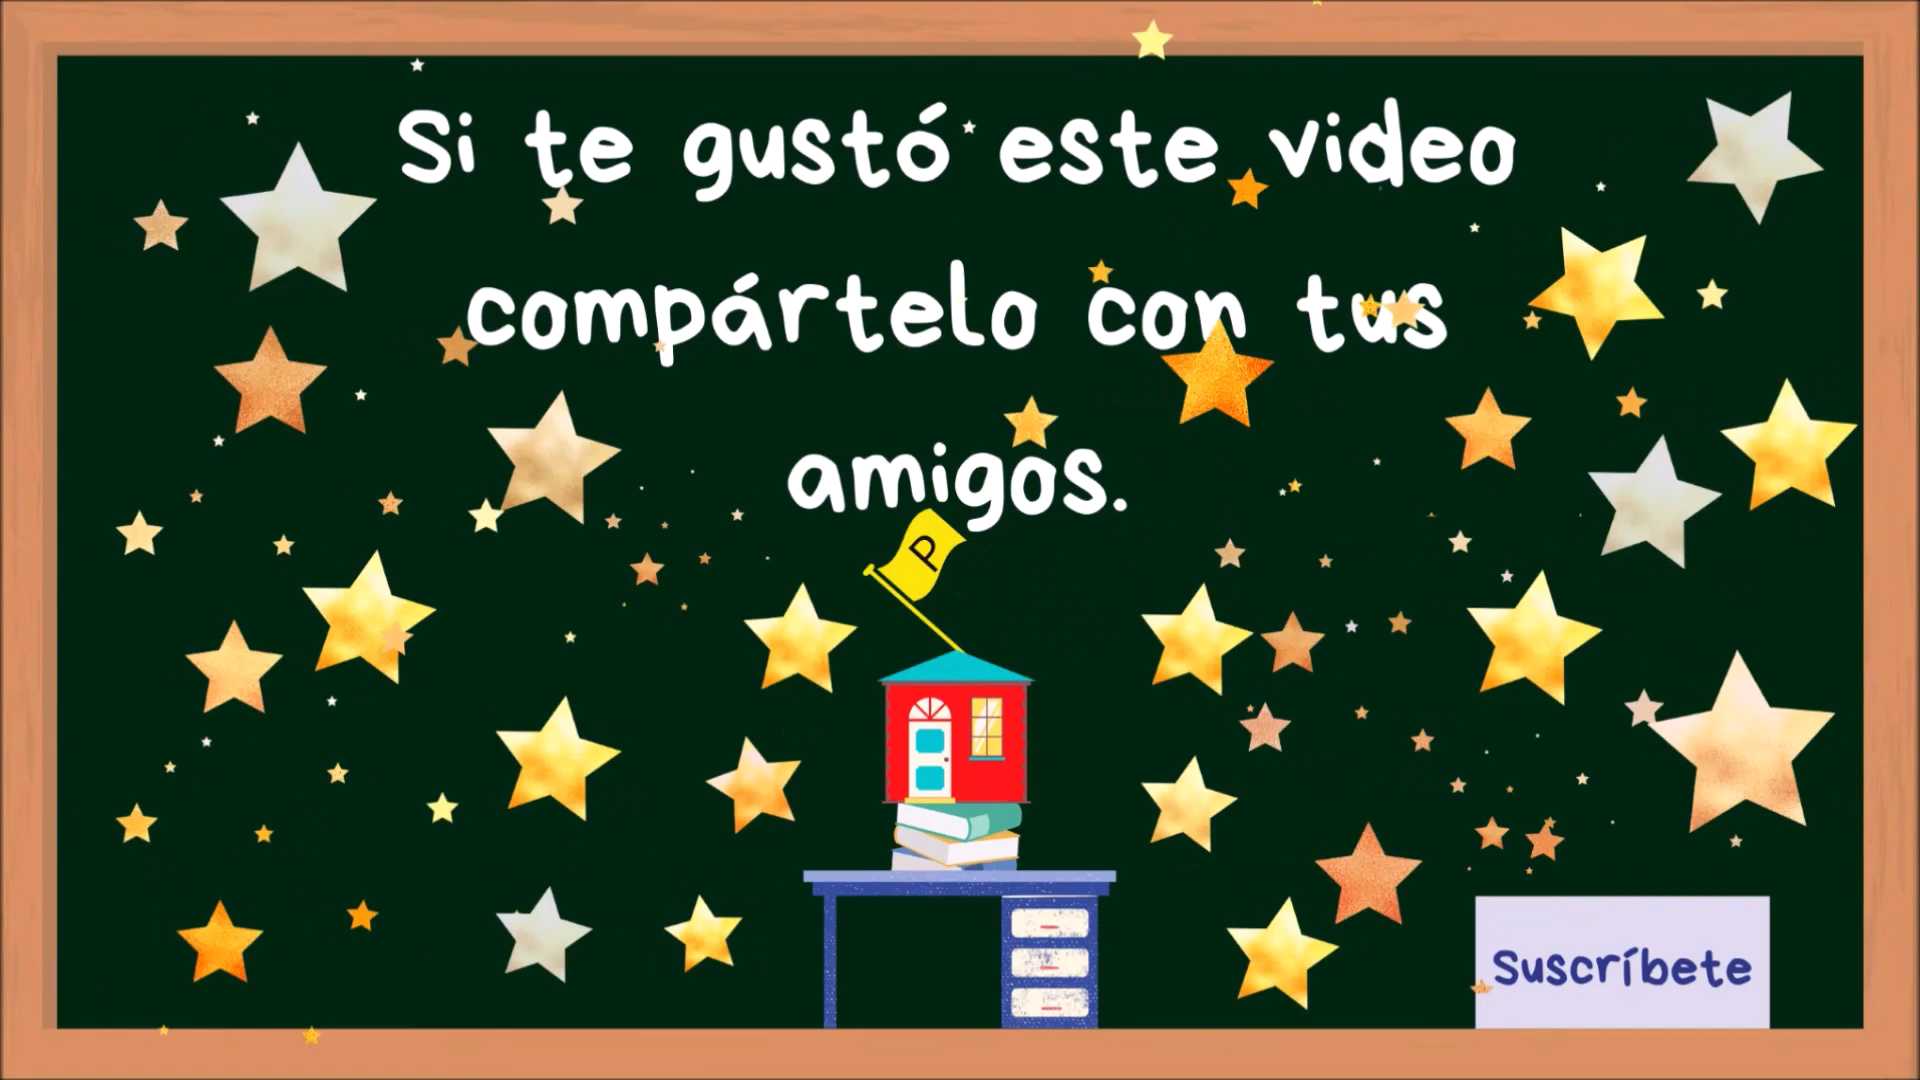 Si te gustó este video
compártelo con tus
amigos.
P
Suscríbete